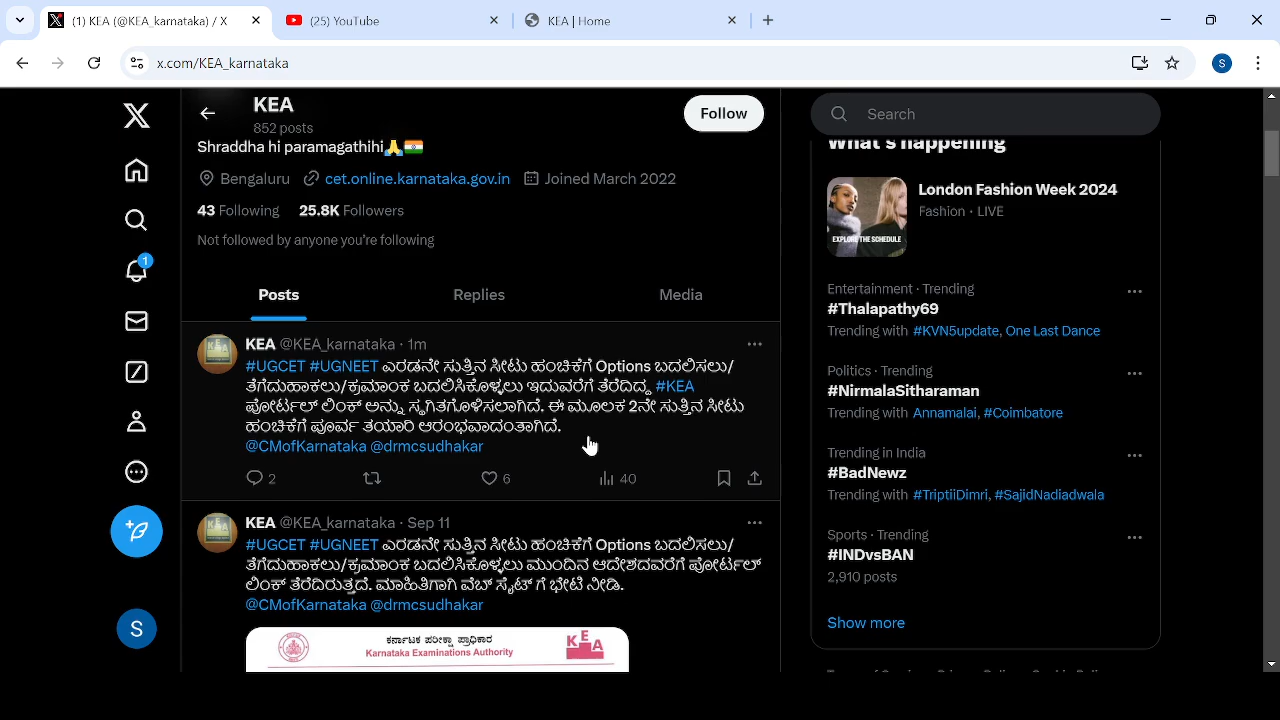 (1) KEA (@KEA_karnataka) / X
(25) YouTube
KEA | Home
x.com/KEA_karnataka
S
KEA
852 posts
Follow
Shraddha hi paramagathihi🙏🇮🇳
Bengaluru cet.online.karnataka.gov.in Joined March 2022
43 Following 25.8K Followers
Not followed by anyone you're following
Posts Replies Media
KEA @KEA_karnataka · 1m
#UGCET #UGNEET ಎರಡನೇ ಸುತ್ತಿನ ಸೀಟು ಹಂಚಿಕೆಗೆ Options ಬದಲಿಸಲು/
ತೆಗೆದುಹಾಕಲು/ಕ್ರಮಾಂಕ ಬದಲಿಸಿಕೊಳ್ಳಲು ಇದುವರೆಗೆ ತೆರೆದಿದ್ದ #KEA
ಪೋರ್ಟಲ್ ಲಿಂಕ್ ಅನ್ನು ಸ್ಥಗಿತಗೊಳಿಸಲಾಗಿದೆ. ಈ ಮೂಲಕ 2ನೇ ಸುತ್ತಿನ ಸೀಟು
ಹಂಚಿಕೆಗೆ ಪೂರ್ವ ತಯಾರಿ ಆರಂಭವಾದಂತಾಗಿದೆ.
@CMofKarnataka @drmcsudhakar
2 6 40
KEA @KEA_karnataka · Sep 11
#UGCET #UGNEET ಎರಡನೇ ಸುತ್ತಿನ ಸೀಟು ಹಂಚಿಕೆಗೆ Options ಬದಲಿಸಲು/
ತೆಗೆದುಹಾಕಲು/ಕ್ರಮಾಂಕ ಬದಲಿಸಿಕೊಳ್ಳಲು ಮುಂದಿನ ಆದೇಶದವರೆಗೆ ಪೋರ್ಟಲ್
ಲಿಂಕ್ ತೆರೆದಿರುತ್ತದೆ. ಮಾಹಿತಿಗಾಗಿ ವೆಬ್ ಸೈಟ್ ಗೆ ಭೇಟಿ ನೀಡಿ.
@CMofKarnataka @drmcsudhakar
ಕರ್ನಾಟಕ ಪರೀಕ್ಷಾ ಪ್ರಾಧಿಕಾರ
Karnataka Examinations Authority
KEA
1
S
Search
What's happening
London Fashion Week 2024
Fashion · LIVE
EXPLORE THE SCHEDULE
Entertainment · Trending
#Thalapathy69
Trending with #KVN5update, One Last Dance
Politics · Trending
#NirmalaSitharaman
Trending with Annamalai, #Coimbatore
Trending in India
#BadNewz
Trending with #TriptiiDimri, #SajidNadiadwala
Sports · Trending
#INDvsBAN
2,910 posts
Show more